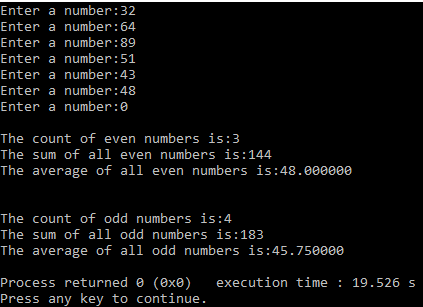 Enter a number:32
Enter a number:64
Enter a number:89
Enter a number:51
Enter a number:43
Enter a number:48
Enter a number:0
The count of even numbers is:3
The sum of all even numbers is:144
The average of all even numbers is:48.000000
The count of odd numbers is:4
The sum of all odd numbers is:183
The average of all odd numbers is:45.750000
Process returned 0 (0x0)   execution time : 19.526 s
Press any key to continue.